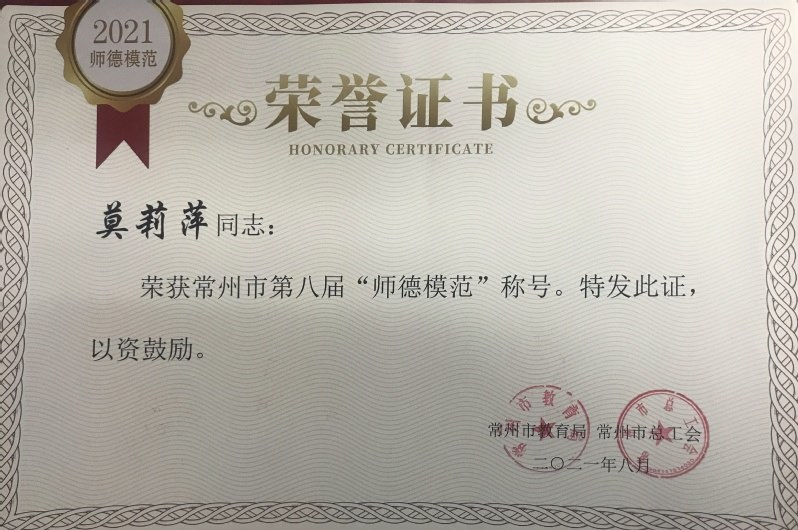 2021
师德模范
荣誉证书
HONORARY CERTIFICATE
莫莉萍同志：
荣获常州市第八届“师德模范”称号。特发此证，
以资鼓励。
常州市教育局 常州市总工会
二〇二一年八月